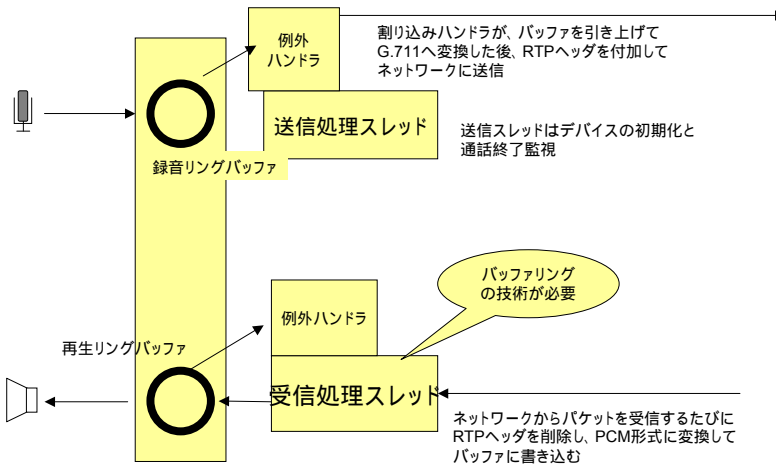 例外
ハンドラ
割り込みハンドラが、バッファを引き上げて
G.711へ変換した後、RTPヘッダを付加して
ネットワークに送信
送信処理スレッド
送信スレッドはデバイスの初期化と
通話終了監視
録音リングバッファ
バッファリング
の技術が必要
例外ハンドラ
再生リングバッファ
受信処理スレッド
ネットワークからパケットを受信するたびに
RTPヘッダを削除し、PCM形式に変換して
バッファに書き込む